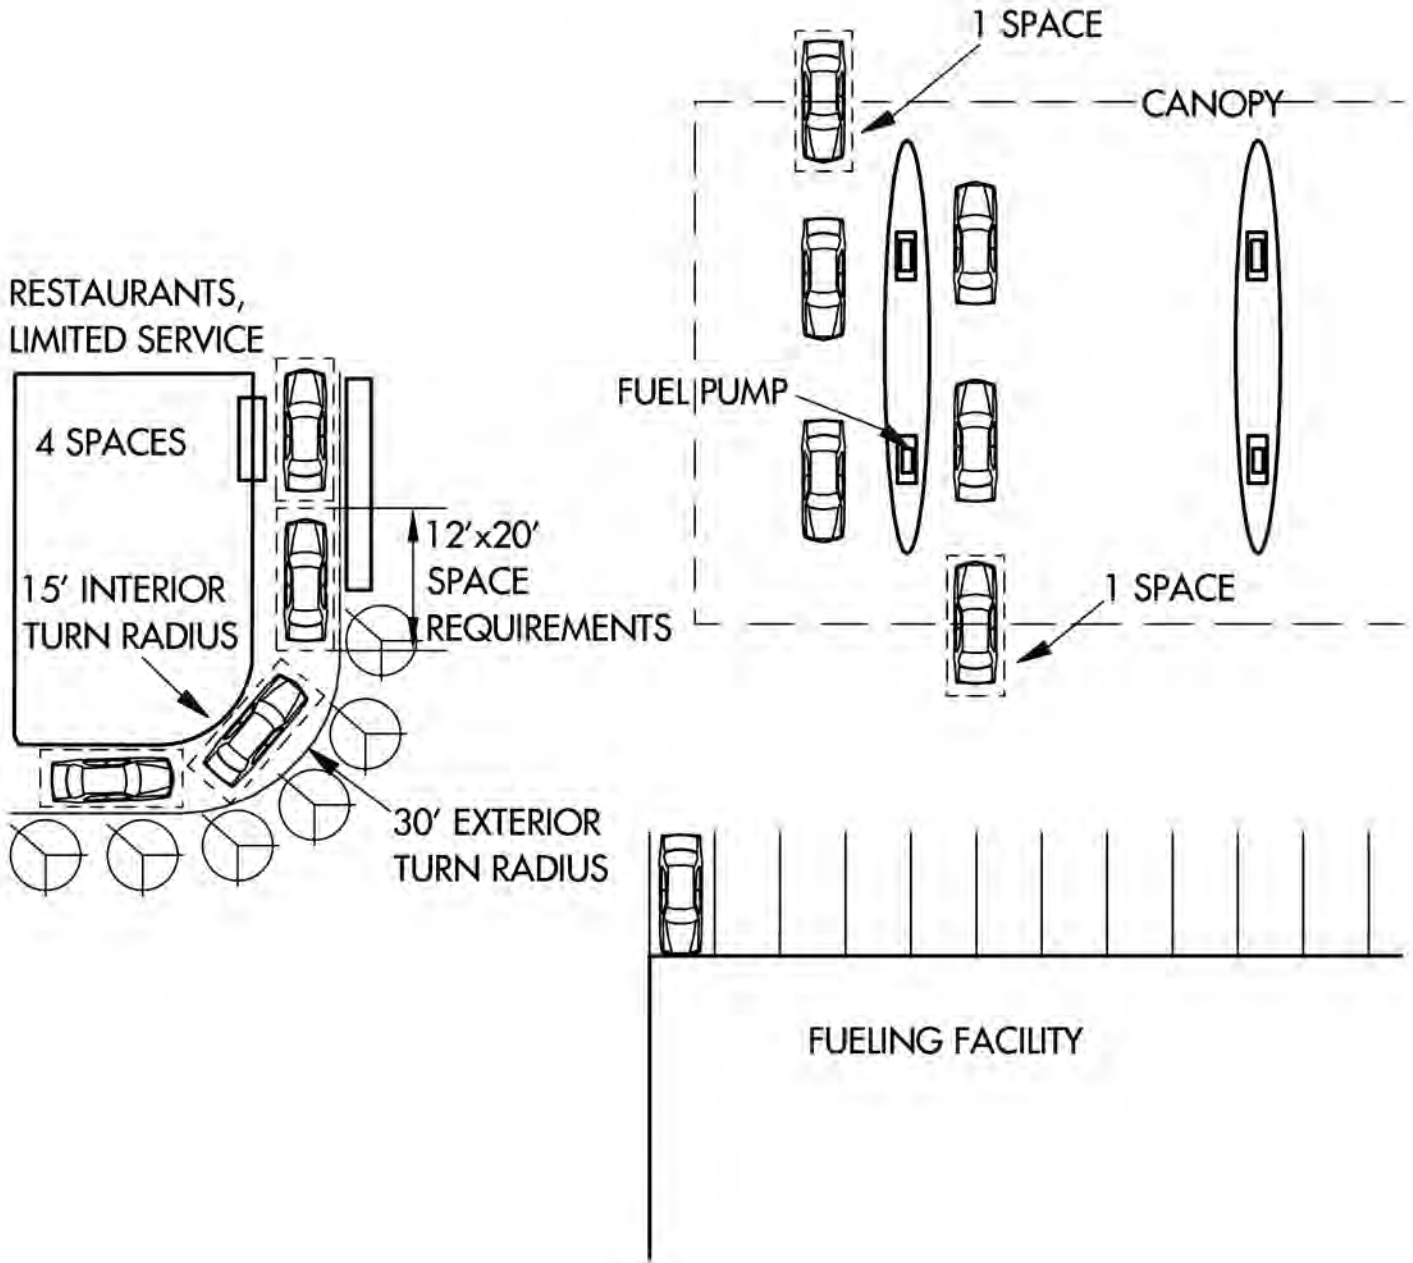 1 SPACE
CANOPY
RESTAURANTS,
LIMITED SERVICE
4 SPACES
FUEL PUMP
12'x20'
SPACE
REQUIREMENTS
15' INTERIOR
TURN RADIUS
1 SPACE
30' EXTERIOR
TURN RADIUS
FUELING FACILITY